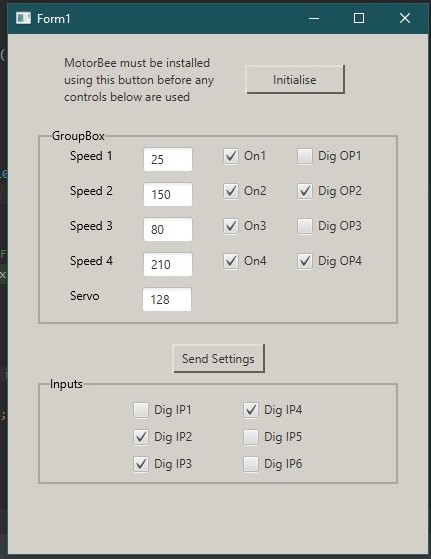 Form1
MotorBee must be installed
using this button before any
controls below are used
Initialise
GroupBox
Speed 1 25 On1 Dig OP1
Speed 2 150 On2 Dig OP2
Speed 3 80 On3 Dig OP3
Speed 4 210 On4 Dig OP4
Servo 128
Send Settings
Inputs
Dig IP1 Dig IP4
Dig IP2 Dig IP5
Dig IP3 Dig IP6